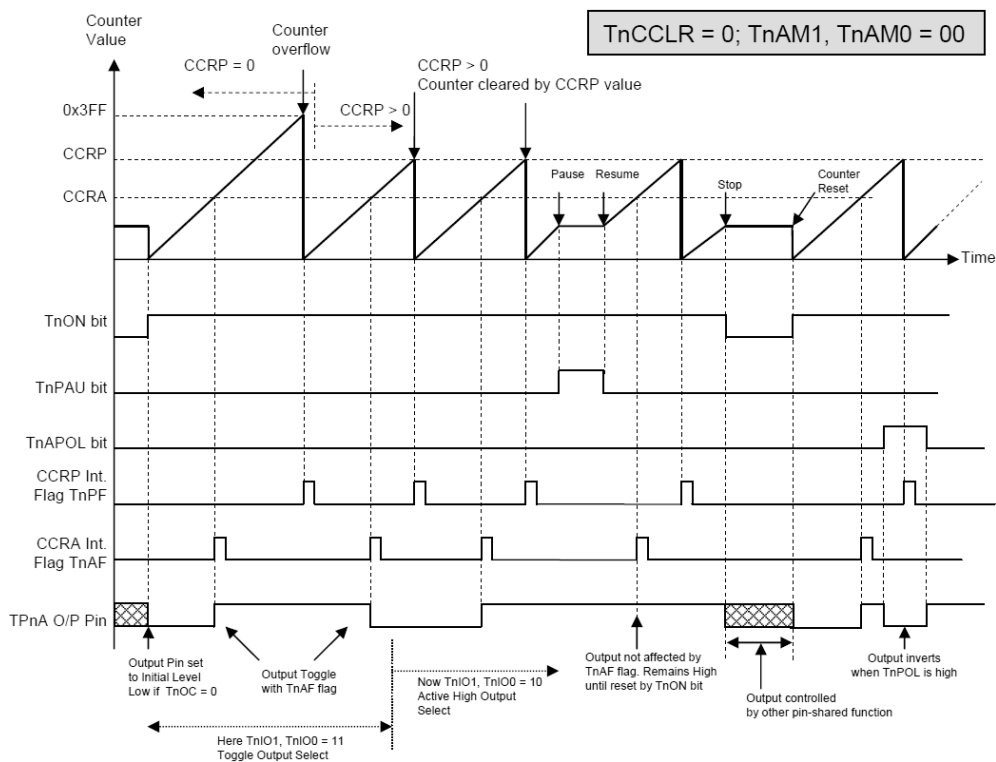 TnCCLR = 0; TnAM1, TnAM0 = 00
Counter
Value
Counter
overflow
CCRP = 0
CCRP > 0
CCRP > 0
Counter cleared by CCRP value
0x3FF
CCRP
CCRA
Pause
Resume
Stop
Counter
Reset
Time
TnON bit
TnPAU bit
TnAPOL bit
CCRP Int.
Flag TnPF
CCRA Int.
Flag TnAF
TPnA O/P Pin
Output Pin set
to Initial Level
Low if TnOC = 0
Output Toggle
with TnAF flag
Now TnIO1, TnIO0 = 10
Active High Output
Select
Output not affected by
TnAF flag. Remains High
until reset by TnON bit
Output controlled
by other pin-shared function
Output inverts
when TnPOL is high
Here TnIO1, TnIO0 = 11
Toggle Output Select